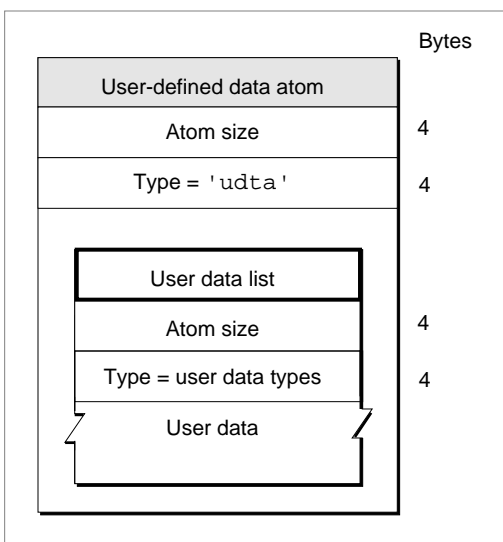 Bytes
User-defined data atom
Atom size 4
Type = 'udta' 4
User data list
Atom size 4
Type = user data types 4
User data